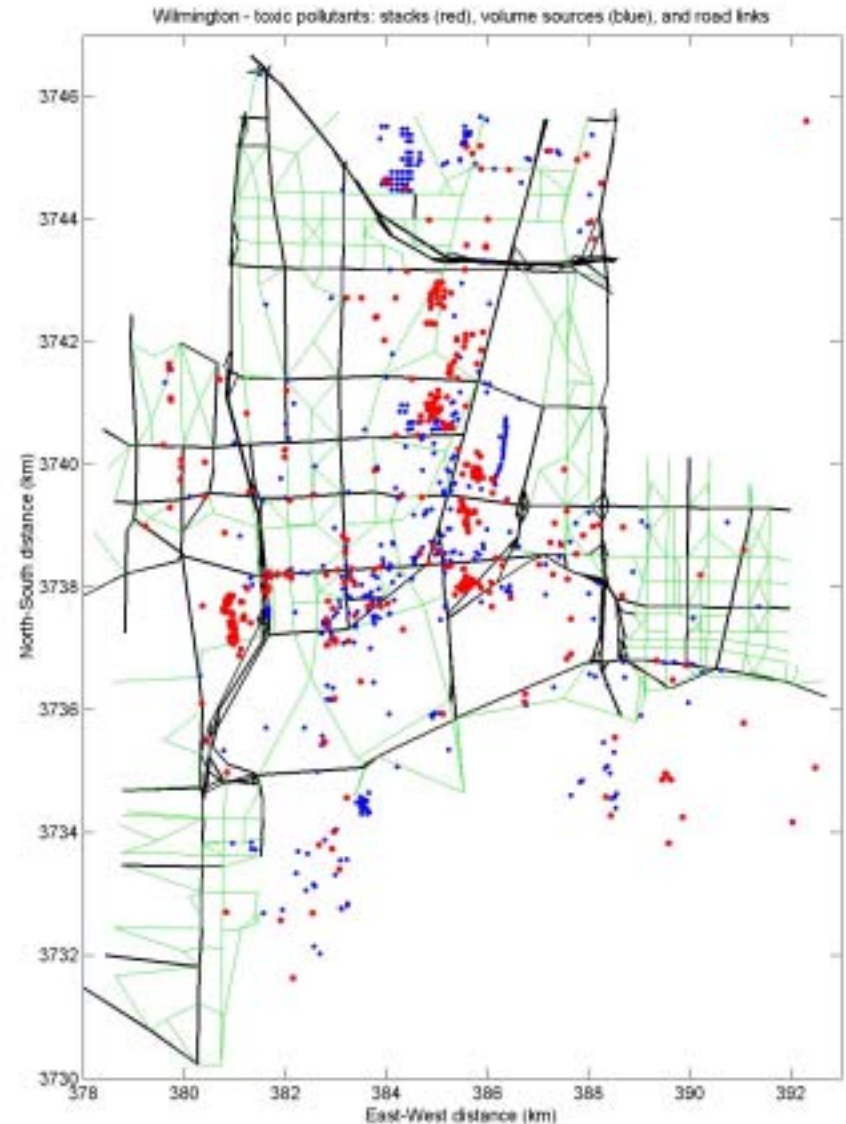 Wilmington - toxic pollutants: stacks (red), volume sources (blue), and road links
3746
3744
3742
3740
3738
3736
3734
3732
3730
North-South distance (km)
378 380 382 384 386 388 390 392
East-West distance (km)